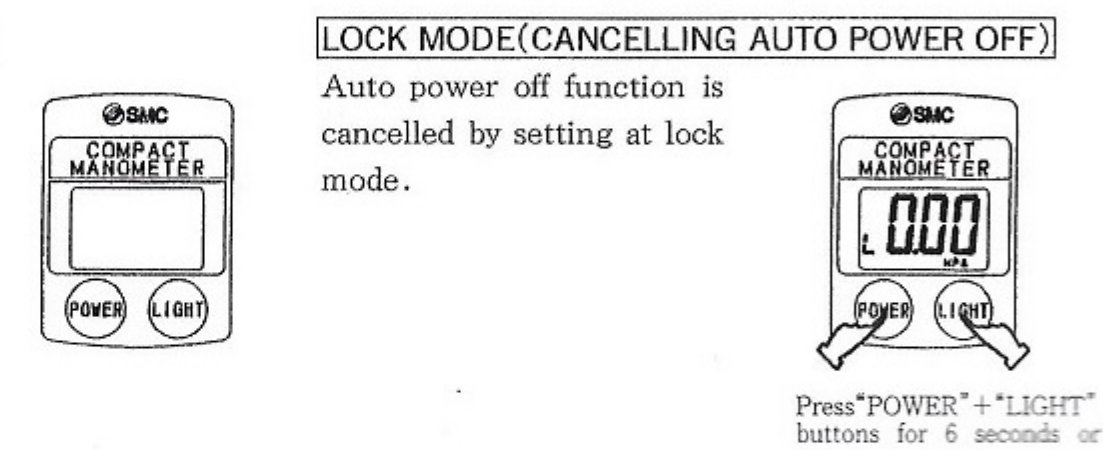 LOCK MODE(CANCELLING AUTO POWER OFF)
Auto power off function is
cancelled by setting at lock
mode.
SMC
COMPACT
MANOMETER
POWER LIGHT
SMC
COMPACT
MANOMETER
L 0.00
MPa
POWER LIGHT
Press"POWER"+"LIGHT"
buttons for 6 seconds or